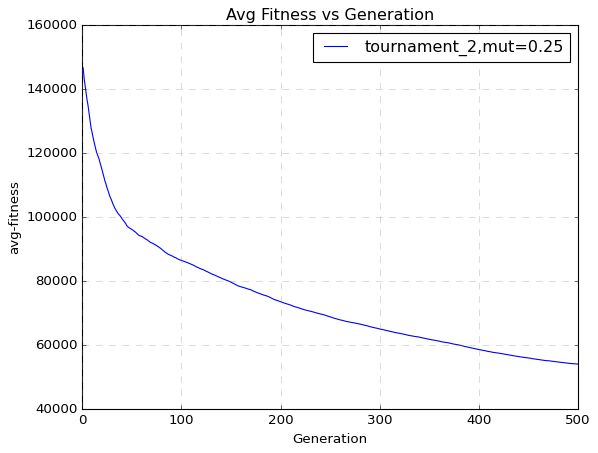 Avg Fitness vs Generation
tournament_2,mut=0.25
160000
140000
120000
100000
80000
60000
40000
avg-fitness
0 100 200 300 400 500
Generation